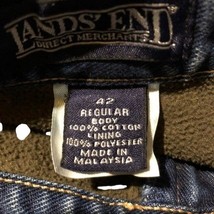 LANDS' END
DIRECT MERCHANTS
42
REGULAR
BODY
100% COTTON
LINING
100% POLYESTER
MADE IN
MALAYSIA